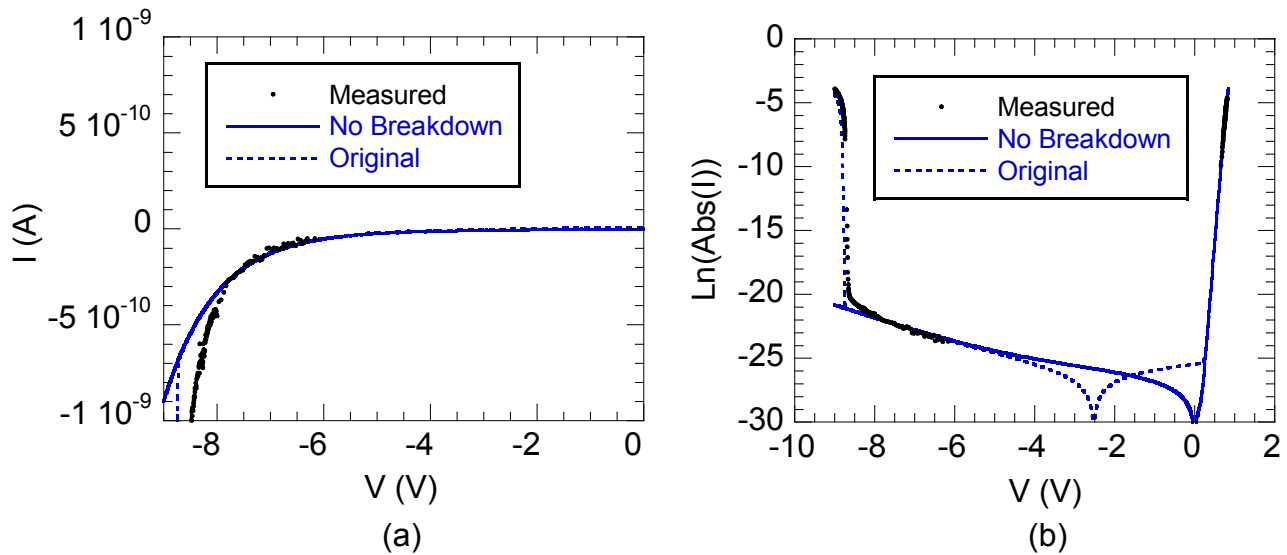 1 10-9
5 10-10
0
-5 10-10
-1 10-9
I (A)
Measured
No Breakdown
Original
-8 -6 -4 -2 0
V (V)
(a)
0
-5
-10
-15
-20
-25
-30
Ln(Abs(I))
Measured
No Breakdown
Original
-10 -8 -6 -4 -2 0 2
V (V)
(b)